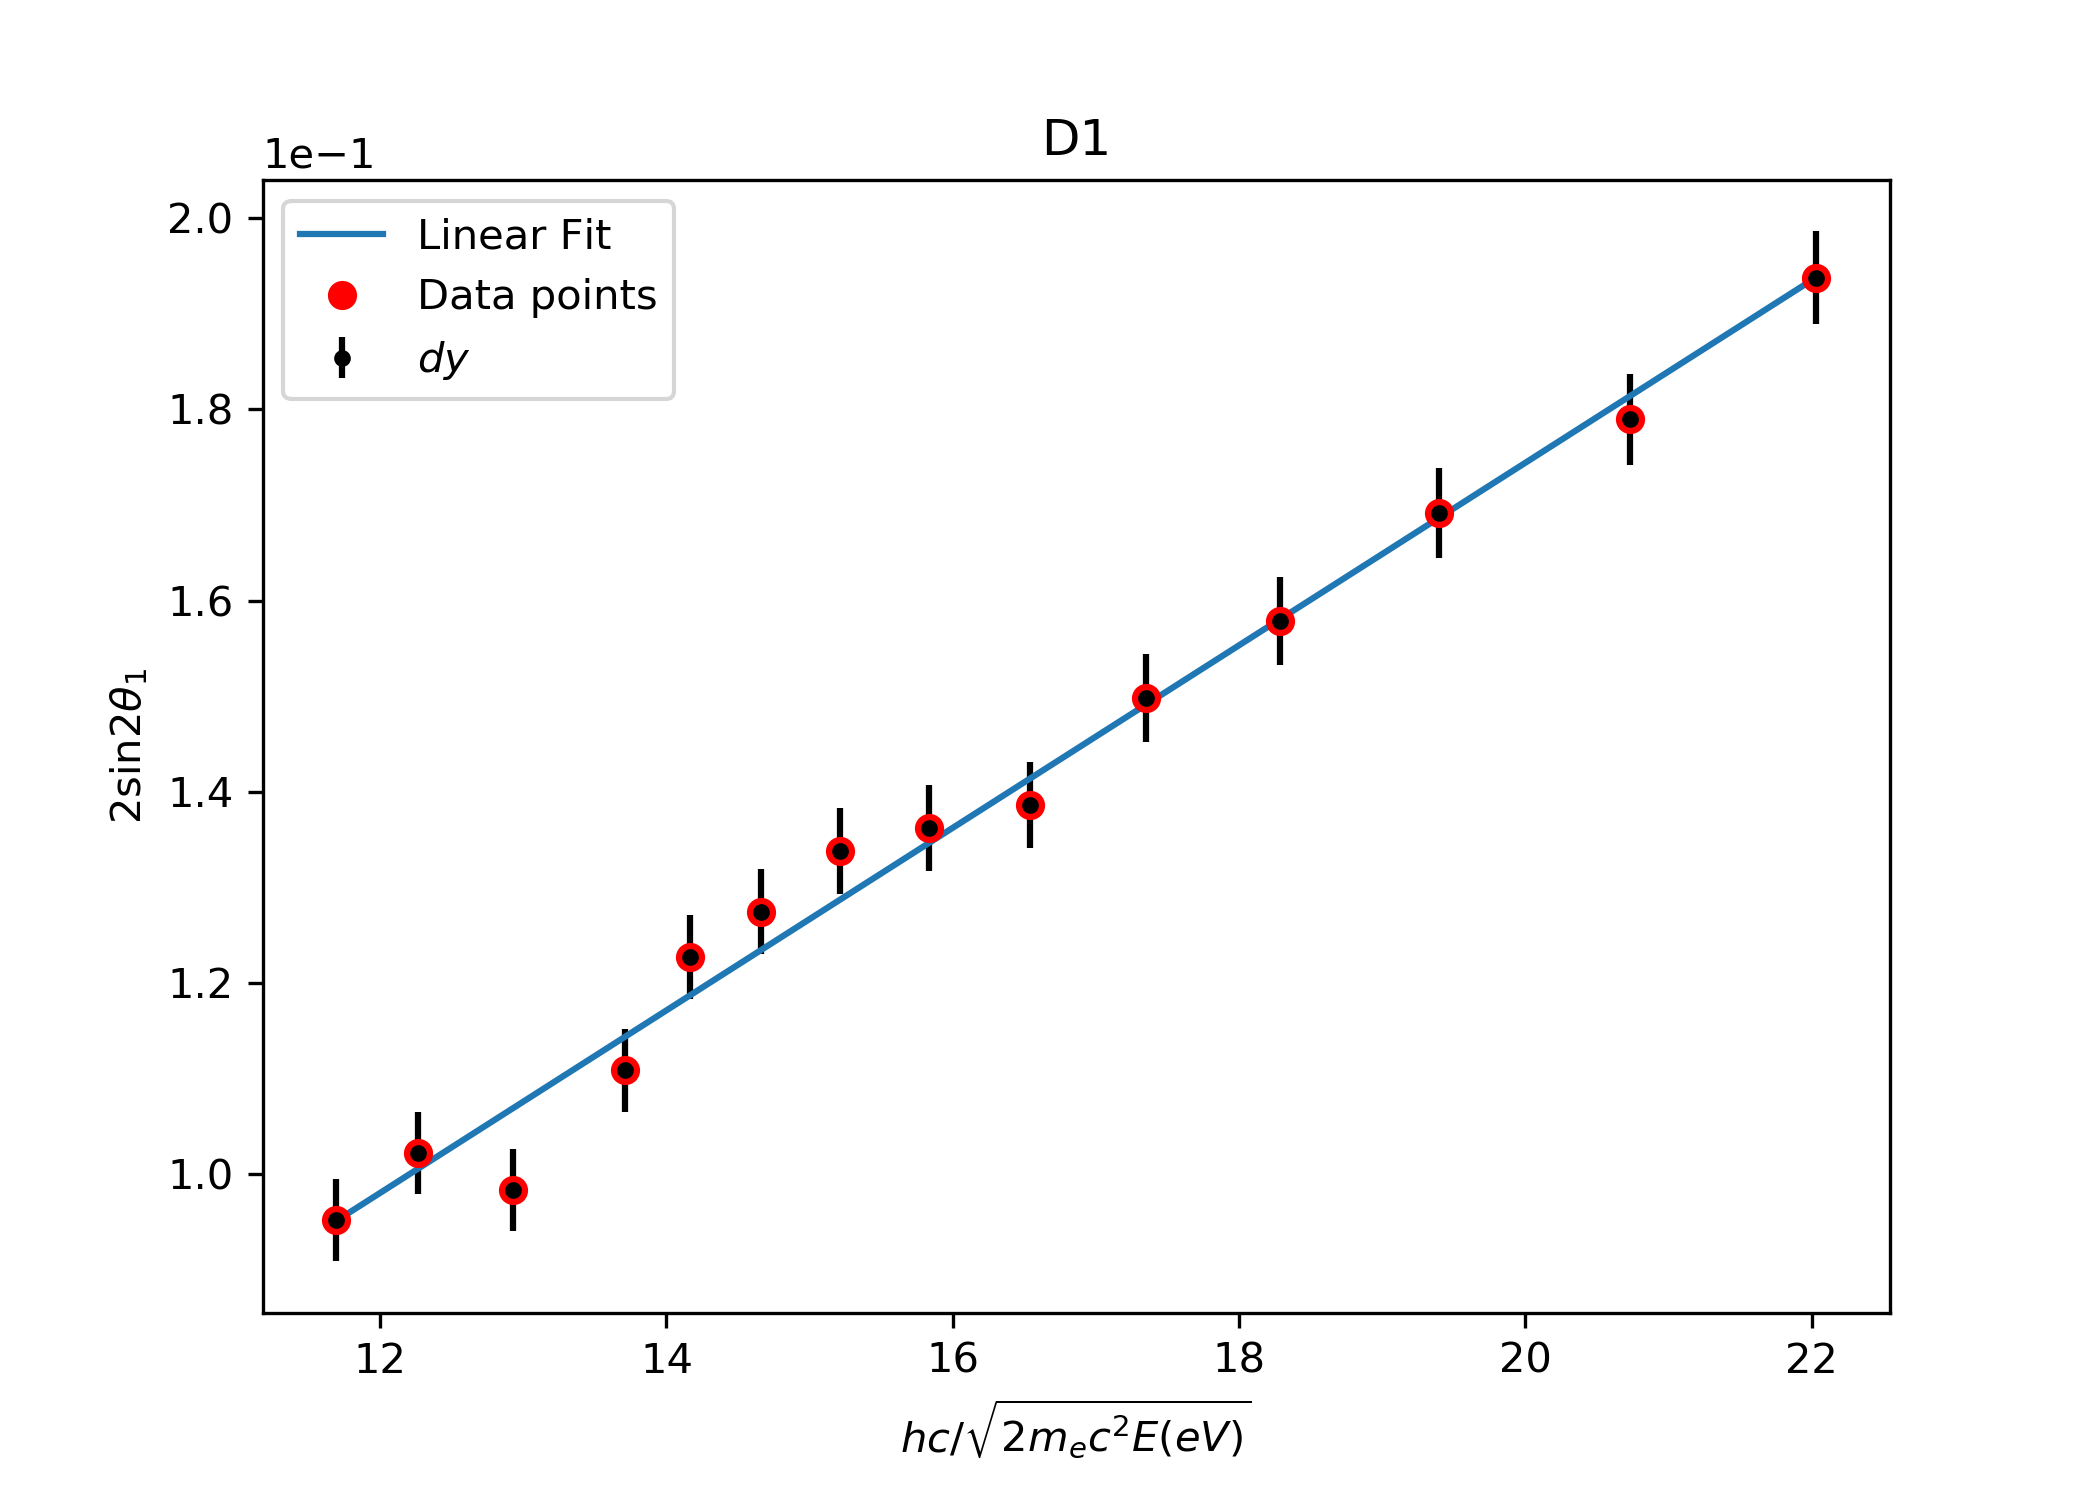 D1
1e−1
2.0
1.8
1.6
1.4
1.2
1.0
Linear Fit
Data points
dy
2sin2θ₁
12 14 16 18 20 22
hc/√2mₑc²E(eV)